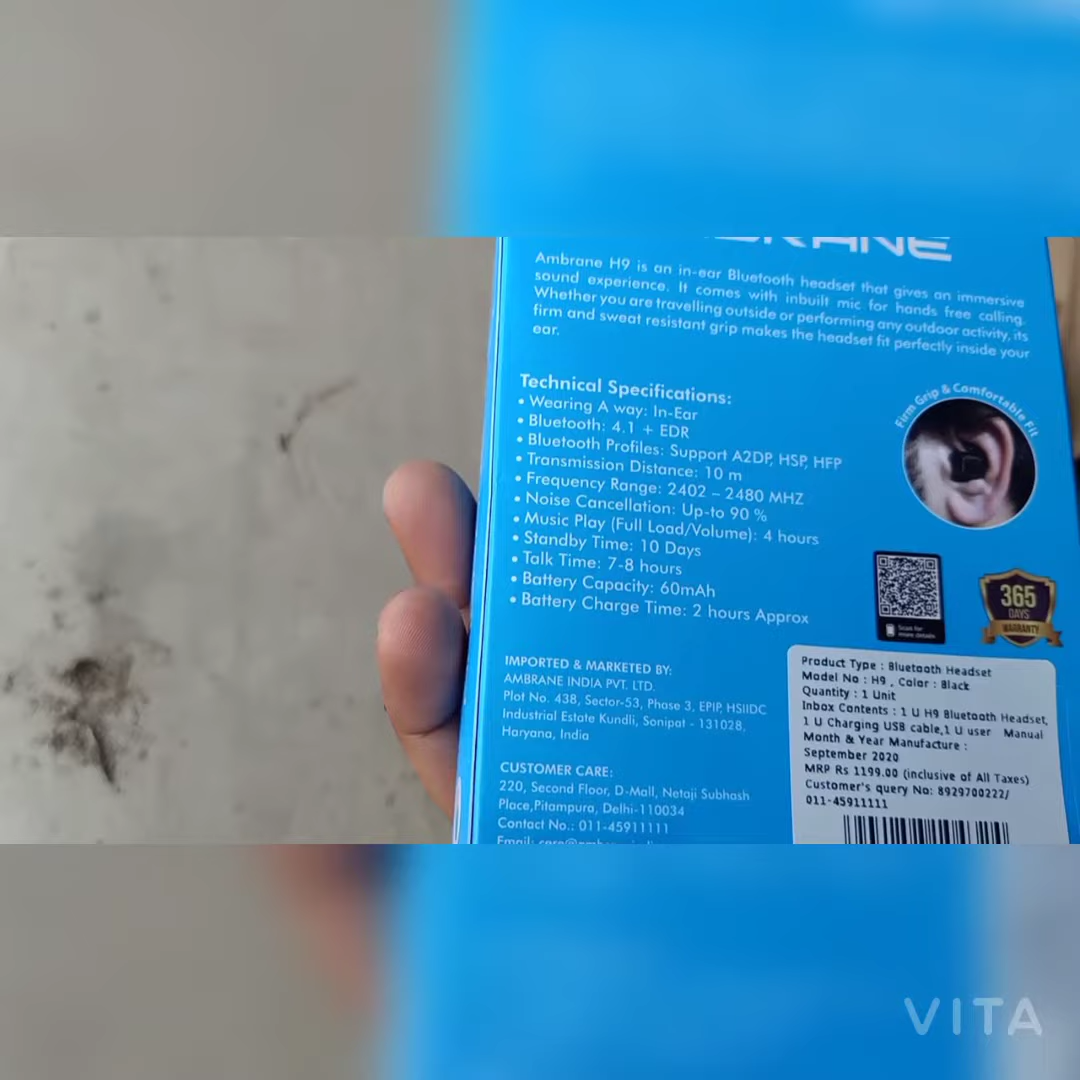 Ambrane H9 is an in-ear Bluetooth headset that gives an immersive
sound experience. It comes with inbuilt mic for hands free calling.
Whether you are travelling outside or performing any outdoor activity, its
firm and sweat resistant grip makes the headset fit perfectly inside your
ear.
Technical Specifications:
• Wearing A way: In-Ear
• Bluetooth: 4.1 + EDR
• Bluetooth Profiles: Support A2DP, HSP, HFP
• Transmission Distance: 10 m
• Frequency Range: 2402 – 2480 MHZ
• Noise Cancellation: Up-to 90 %
• Music Play (Full Load/Volume): 4 hours
• Standby Time: 10 Days
• Talk Time: 7-8 hours
• Battery Capacity: 60mAh
• Battery Charge Time: 2 hours Approx
Firm Grip & Comfortable Fit
Scan for
more details
365
DAYS
WARRANTY
IMPORTED & MARKETED BY:
AMBRANE INDIA PVT. LTD.
Plot No. 438, Sector-53, Phase 3, EPIP, HSIIDC
Industrial Estate Kundli, Sonipat - 131028,
Haryana, India
CUSTOMER CARE:
220, Second Floor, D-Mall, Netaji Subhash
Place,Pitampura, Delhi-110034
Contact No.: 011-45911111
Email:
Product Type : Bluetooth Headset
Model No : H9 , Color : Black
Quantity : 1 Unit
Inbox Contents : 1 U H9 Bluetooth Headset,
1 U Charging USB cable,1 U user Manual
Month & Year Manufacture :
September 2020
MRP Rs 1199.00 (inclusive of All Taxes)
Customer's query No: 8929700222/
011-45911111
VITA